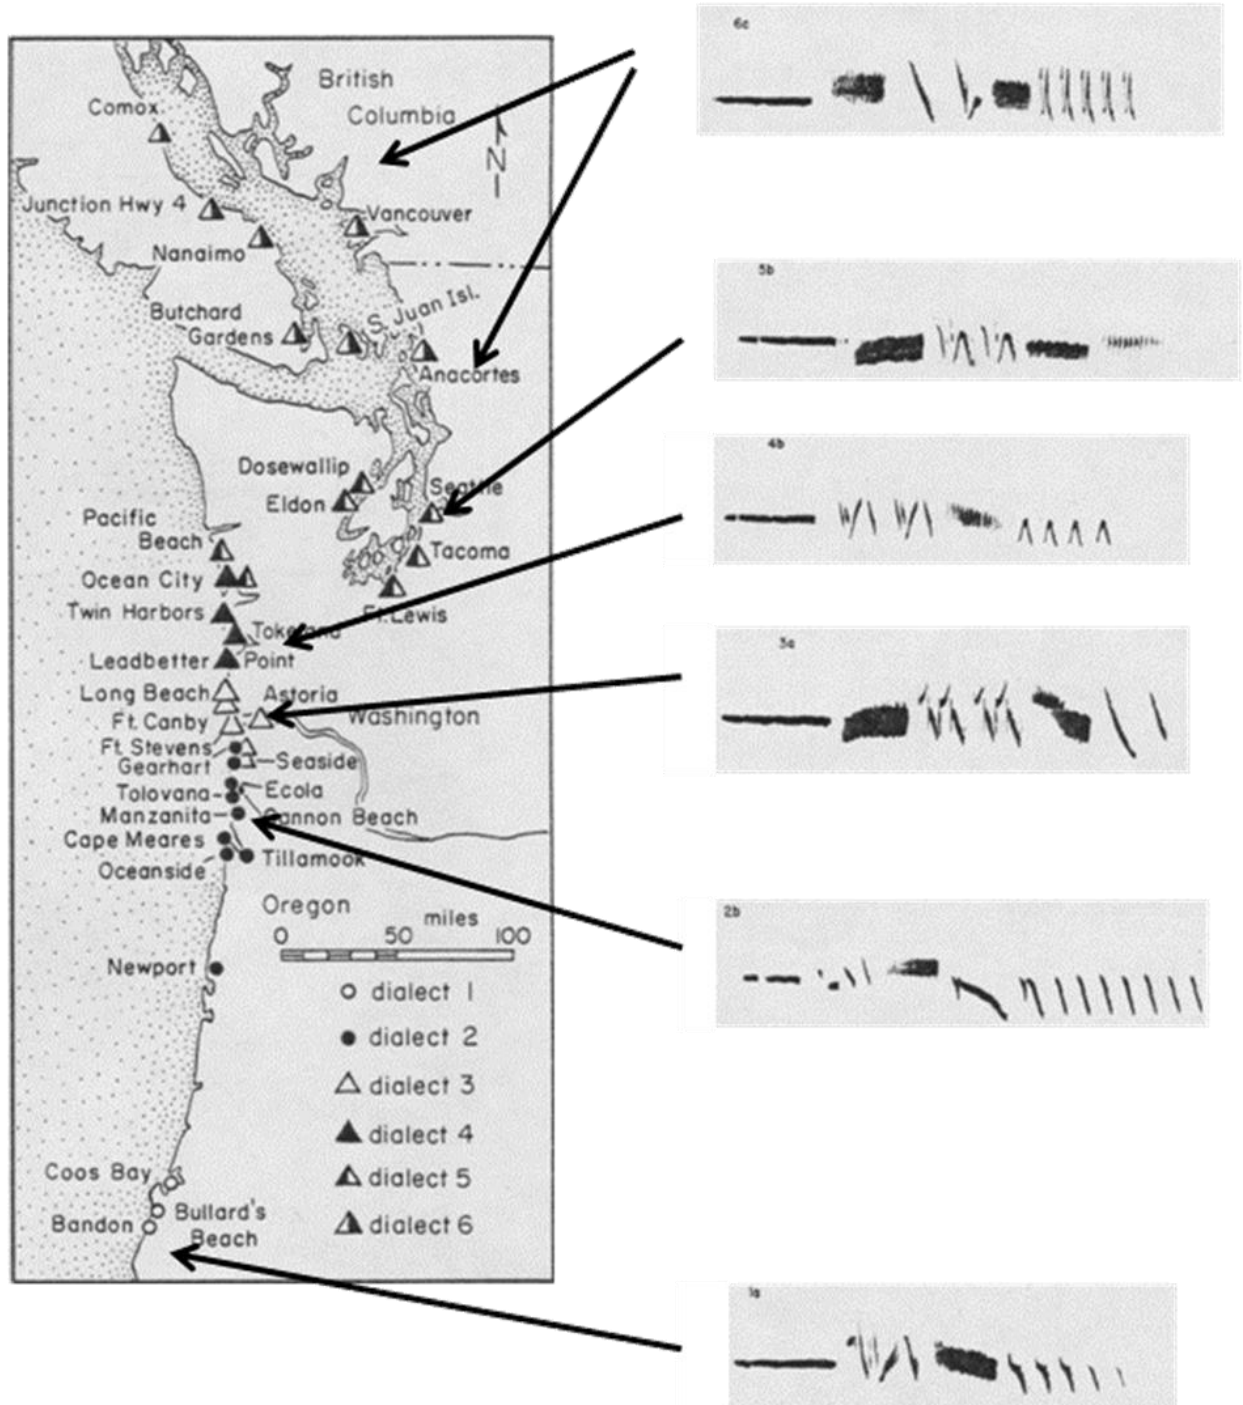 British
Columbia
Comox
N
Junction Hwy 4
Vancouver
Nanaimo
Butchard
Gardens
S. Juan Isl.
Anacortes
Dosewallip
Eldon
Seattle
Pacific
Beach
Tacoma
Ocean City
Ft. Lewis
Twin Harbors
Tokeland
Leadbetter Point
Long Beach
Astoria
Ft. Canby
Washington
Ft. Stevens
Gearhart
Seaside
Tolovana
Ecola
Manzanita
Cannon Beach
Cape Meares
Oceanside
Tillamook
Oregon
miles
0 50 100
Newport
dialect 1
dialect 2
dialect 3
dialect 4
dialect 5
dialect 6
Coos Bay
Bandon
Bullard's
Beach
6c
5b
4b
3a
2b
1a